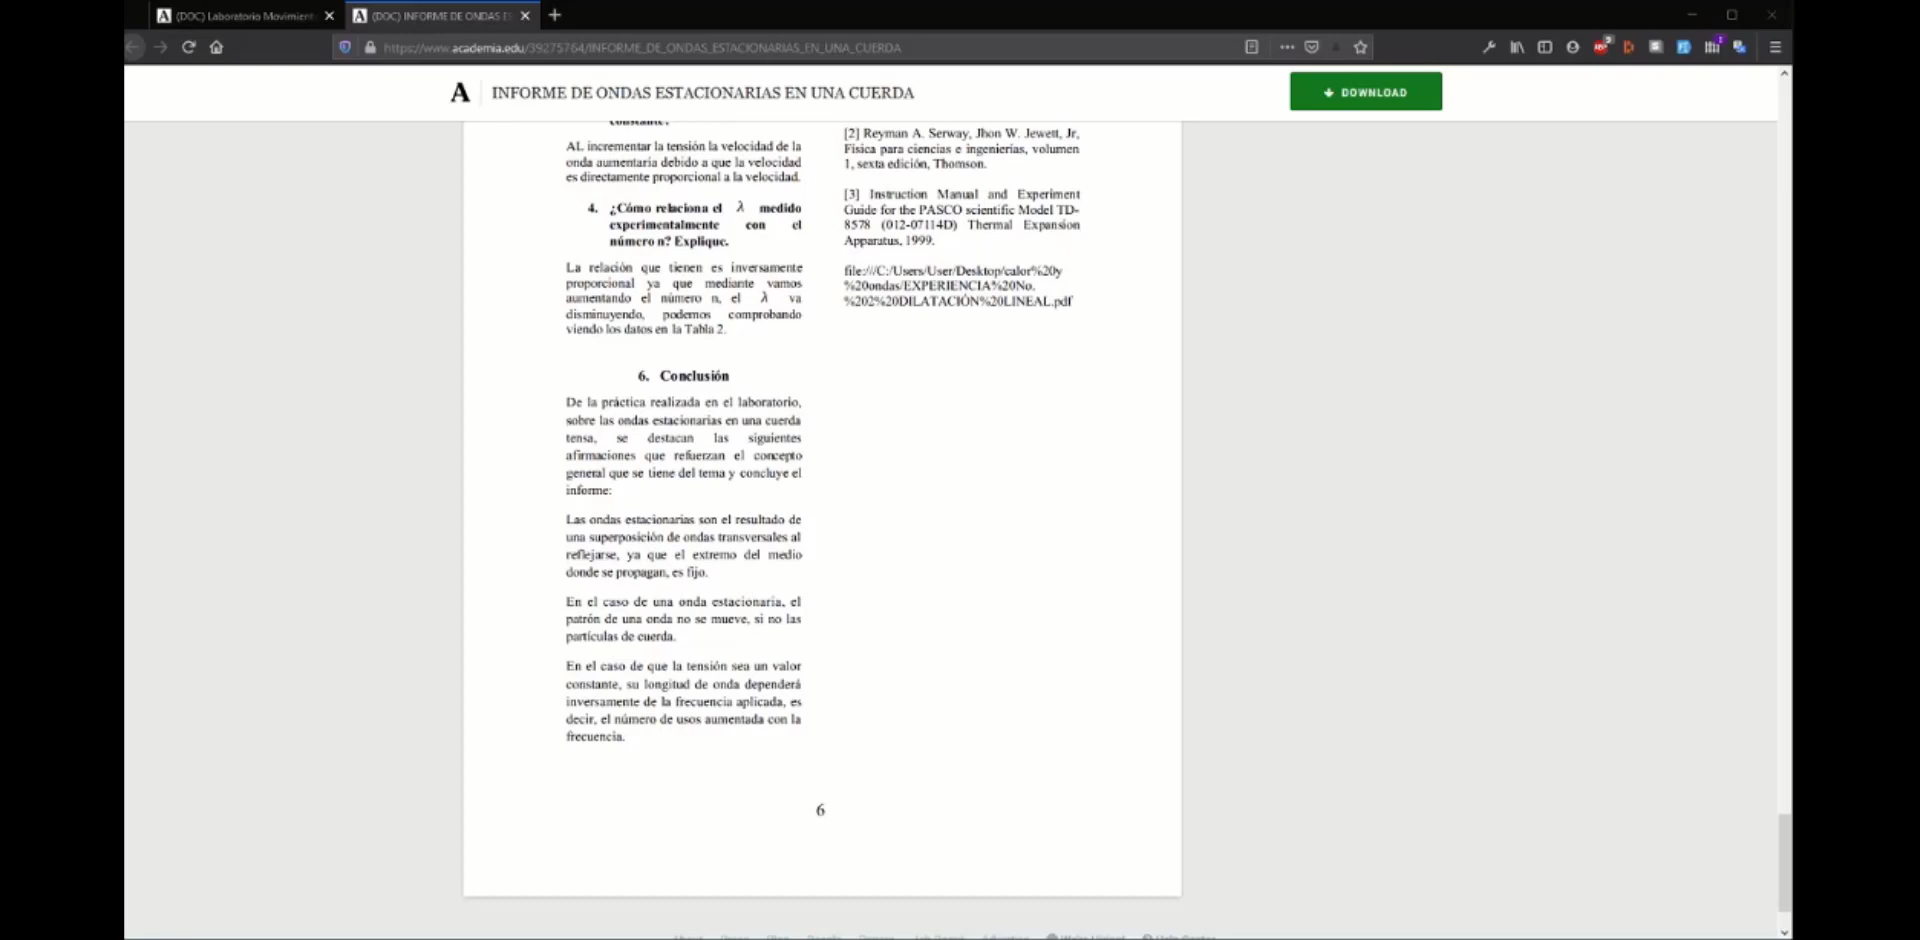 (DOC) Laboratorio Movimient
(DOC) INFORME DE ONDAS ES
https://www.academia.edu/39275764/INFORME_DE_ONDAS_ESTACIONARIAS_EN_UNA_CUERDA
A
INFORME DE ONDAS ESTACIONARIAS EN UNA CUERDA
DOWNLOAD
constante?
AL incrementar la tensión la velocidad de la
onda aumentaría debido a que la velocidad
es directamente proporcional a la velocidad.
4. ¿Cómo relaciona el λ medido
experimentalmente con el
número n? Explique.
La relación que tienen es inversamente
proporcional ya que mediante vamos
aumentando el número n, el λ va
disminuyendo, podemos comprobando
viendo los datos en la Tabla 2.
6. Conclusión
De la práctica realizada en el laboratorio,
sobre las ondas estacionarias en una cuerda
tensa, se destacan las siguientes
afirmaciones que refuerzan el concepto
general que se tiene del tema y concluye el
informe:
Las ondas estacionarias son el resultado de
una superposición de ondas transversales al
reflejarse, ya que el extremo del medio
donde se propagan, es fijo.
En el caso de una onda estacionaria, el
patrón de una onda no se mueve, si no las
partículas de cuerda.
En el caso de que la tensión sea un valor
constante, su longitud de onda dependerá
inversamente de la frecuencia aplicada, es
decir, el número de usos aumentada con la
frecuencia.
[2] Reyman A. Serway, Jhon W. Jewett, Jr,
Física para ciencias e ingenierías, volumen
1, sexta edición, Thomson.
[3] Instruction Manual and Experiment
Guide for the PASCO scientific Model TD-
8578 (012-07114D) Thermal Expansion
Apparatus, 1999.
file:///C:/Users/User/Desktop/calor%20y
%20ondas/EXPERIENCIA%20No.
%202%20DILATACIÓN%20LINEAL.pdf
6